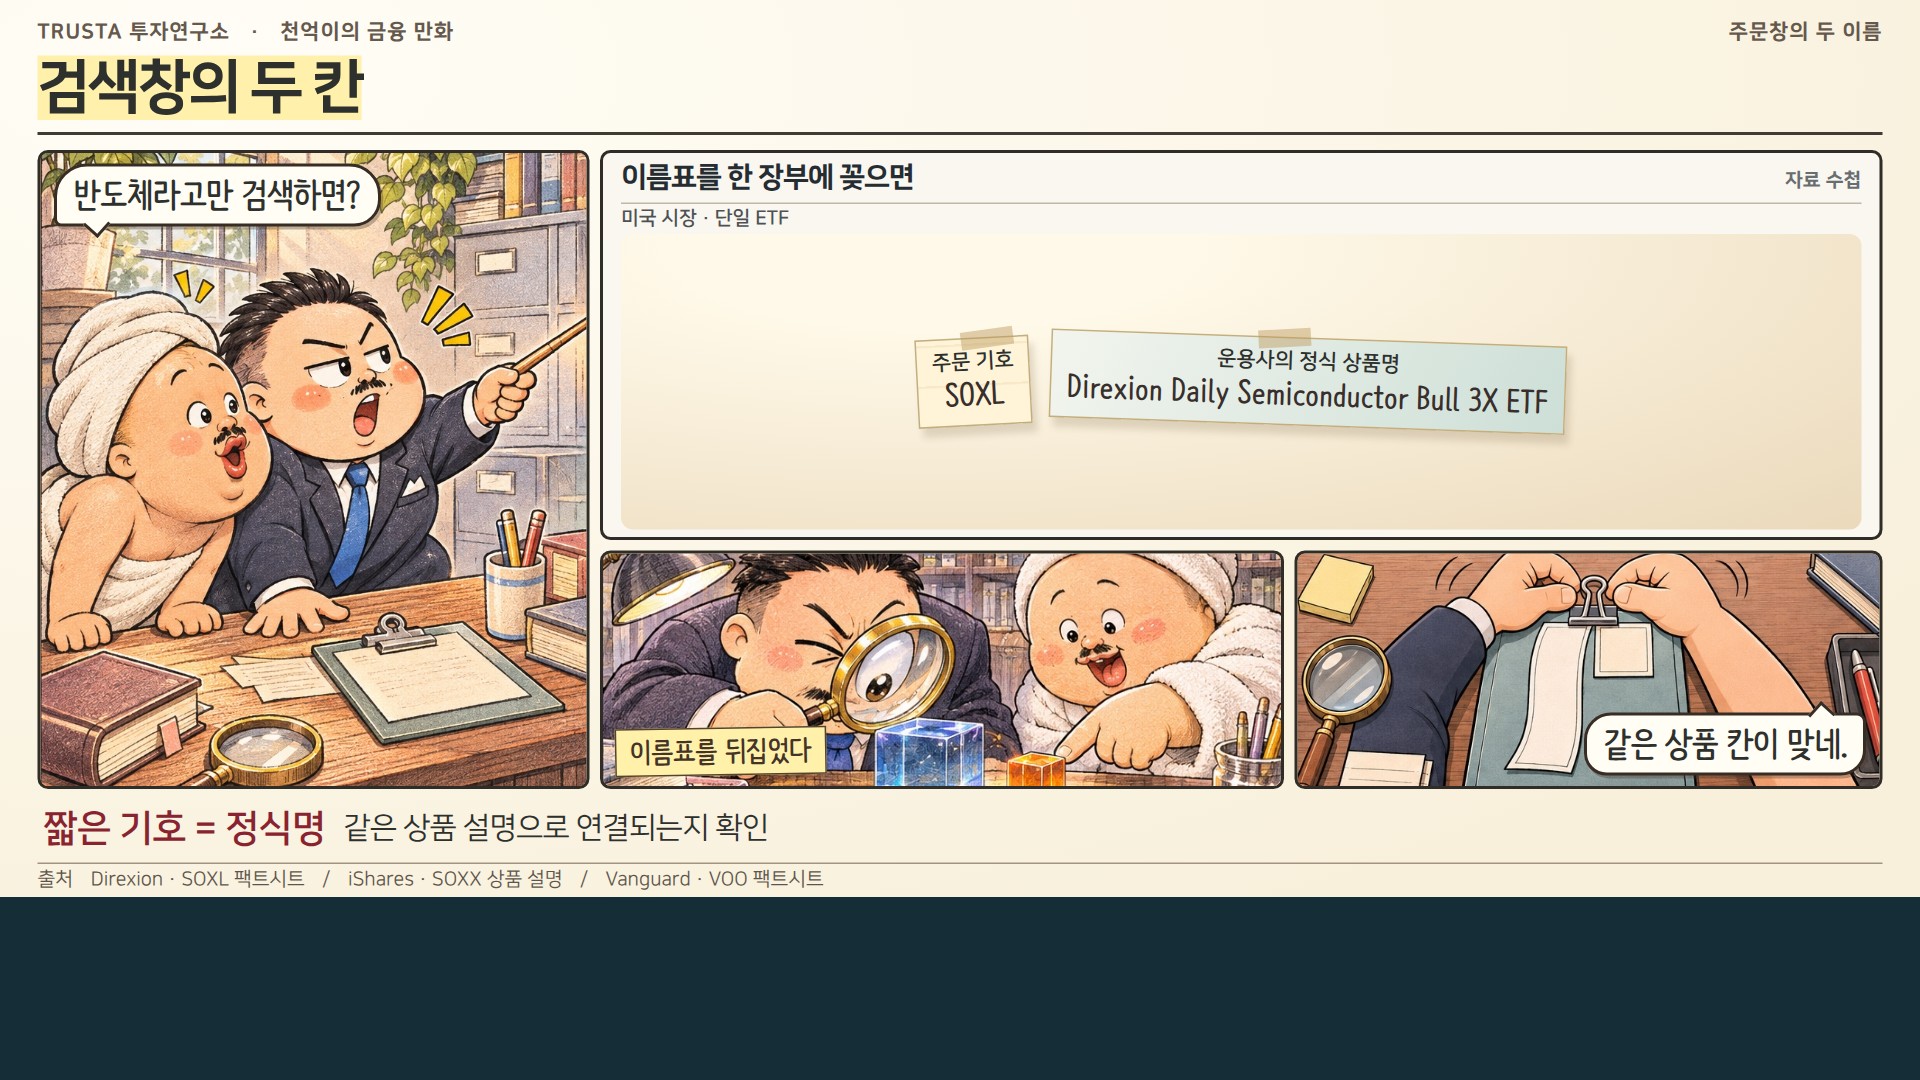 TRUSTA 투자연구소 · 천억이의 금융 만화
주문창의 두 이름
검색창의 두 칸
반도체라고만 검색하면?
이름표를 한 장부에 꽂으면
자료 수첩
미국 시장 · 단일 ETF
주문 기호
SOXL
운용사의 정식 상품명
Direxion Daily Semiconductor Bull 3X ETF
이름표를 뒤집었다
같은 상품 칸이 맞네.
짧은 기호 = 정식명 같은 상품 설명으로 연결되는지 확인
출처 Direxion · SOXL 팩트시트 / iShares · SOXX 상품 설명 / Vanguard · VOO 팩트시트